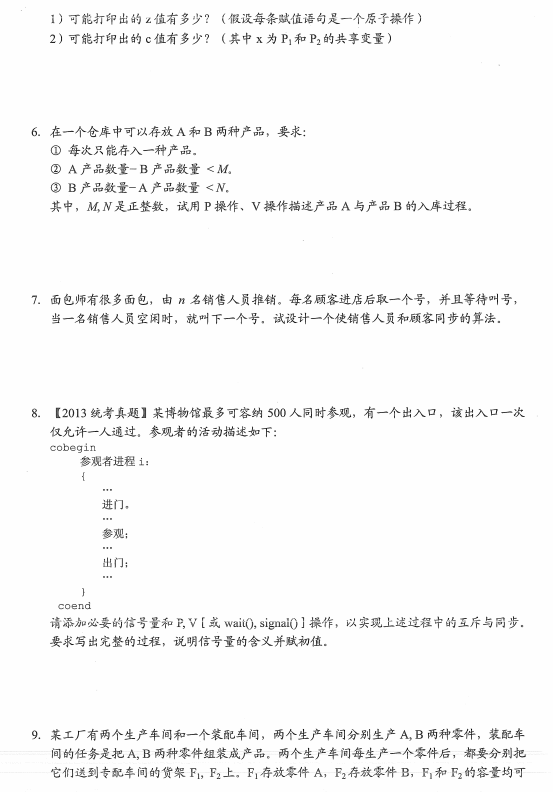 1）可能打印出的 z 值有多少？（假设每条赋值语句是一个原子操作）
2）可能打印出的 c 值有多少？（其中 x 为 P₁ 和 P₂ 的共享变量）
6. 在一个仓库中可以存放 A 和 B 两种产品，要求：
① 每次只能存入一种产品。
② A 产品数量− B 产品数量 < M。
③ B 产品数量− A 产品数量 < N。
其中，M, N 是正整数，试用 P 操作、V 操作描述产品 A 与产品 B 的入库过程。
7. 面包师有很多面包，由 n 名销售人员推销。每名顾客进店后取一个号，并且等待叫号，
当一名销售人员空闲时，就叫下一个号。试设计一个使销售人员和顾客同步的算法。
8. 【2013 统考真题】某博物馆最多可容纳 500 人同时参观，有一个出入口，该出入口一次
仅允许一人通过。参观者的活动描述如下：
cobegin
参观者进程 i：
{
…
进门。
…
参观；
…
出门；
…
}
coend
请添加必要的信号量和 P, V [ 或 wait(), signal() ] 操作，以实现上述过程中的互斥与同步。
要求写出完整的过程，说明信号量的含义并赋初值。
9. 某工厂有两个生产车间和一个装配车间，两个生产车间分别生产 A, B 两种零件，装配车
间的任务是把 A, B 两种零件组装成产品。两个生产车间每生产一个零件后，都要分别把
它们送到专配车间的货架 F₁, F₂ 上。F₁ 存放零件 A，F₂ 存放零件 B，F₁ 和 F₂ 的容量均可